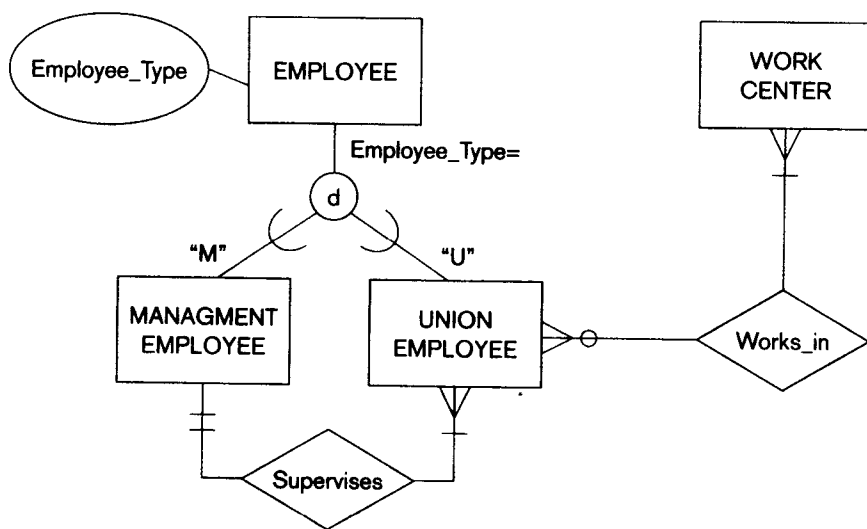 Employee_Type
EMPLOYEE
WORK
CENTER
Employee_Type=
d
"M"
"U"
MANAGMENT
EMPLOYEE
UNION
EMPLOYEE
Works_in
Supervises